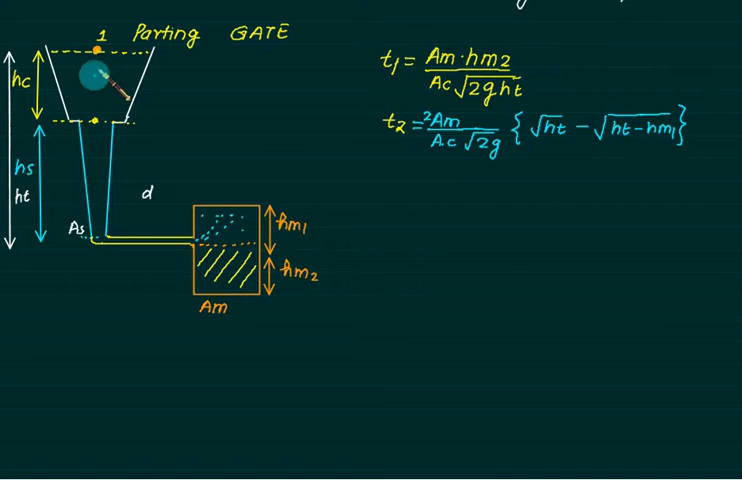 1 Parting GATE
hc
hs
ht
d
As
hm1
hm2
Am
t1 = Am·hm2 / Ac√2ght
t2 = 2Am / Ac√2g { √ht − √ht-hm1 }